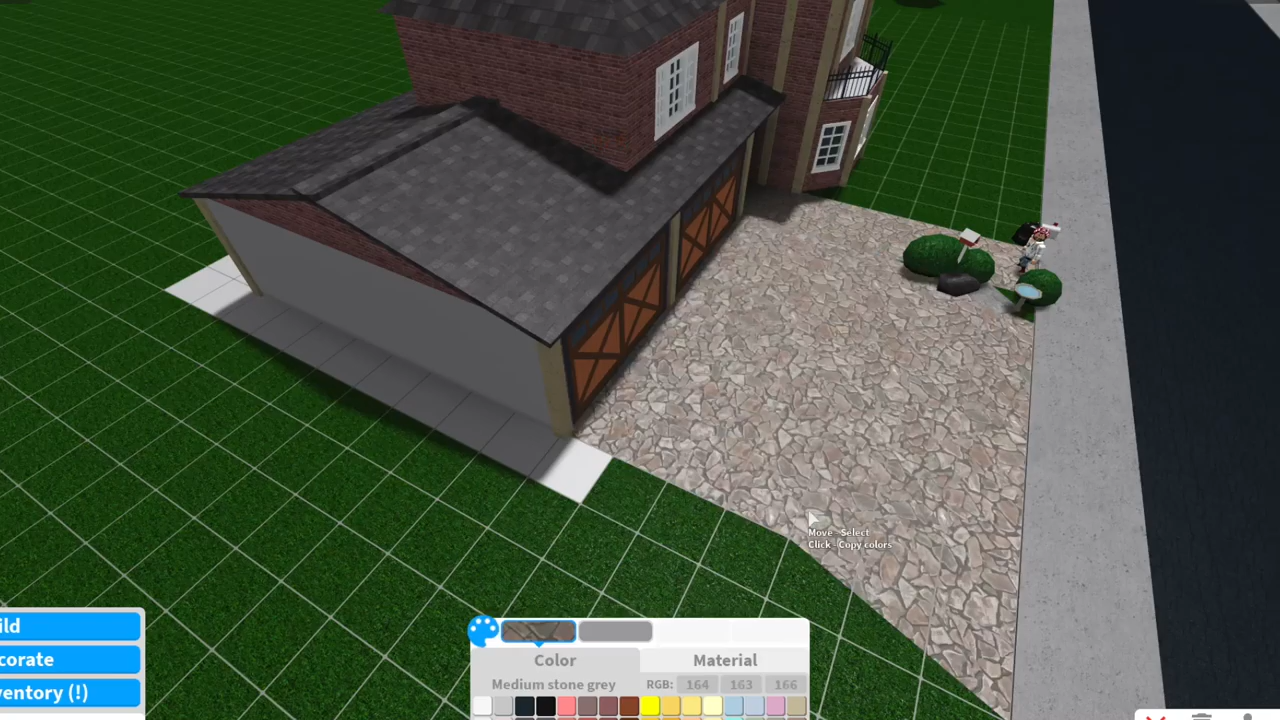 Move - Select
Click - Copy colors
ild
corate
ventory (!)
Color
Material
Medium stone grey
RGB: 164 163 166